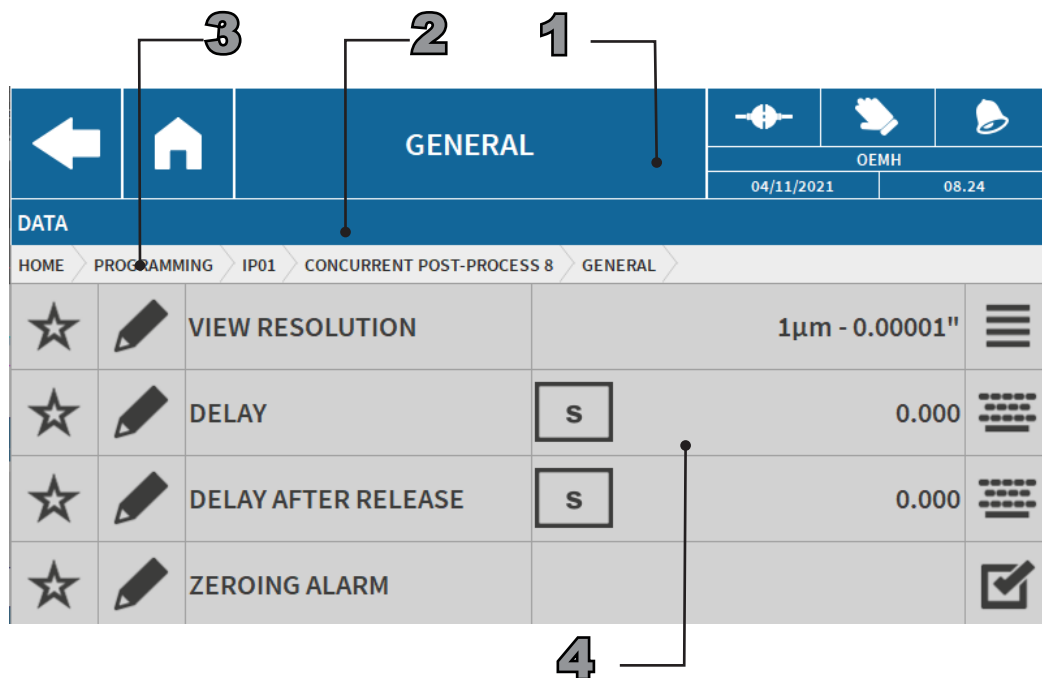 3 2 1
GENERAL
OEMH
04/11/2021 08.24
DATA
HOME PROGRAMMING IP01 CONCURRENT POST-PROCESS 8 GENERAL
VIEW RESOLUTION 1µm - 0.00001"
DELAY s 0.000
DELAY AFTER RELEASE s 0.000
ZEROING ALARM
4